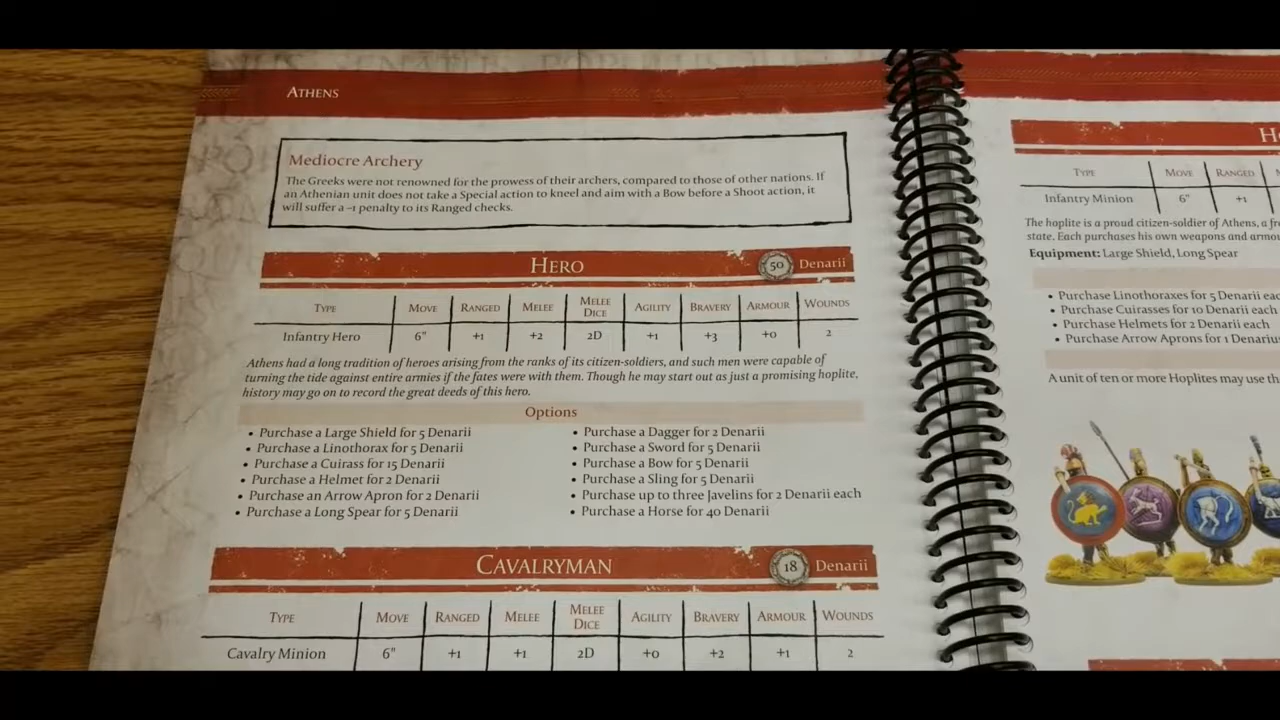 ATHENS
Mediocre Archery
The Greeks were not renowned for the prowess of their archers, compared to those of other nations. If
an Athenian unit does not take a Special action to kneel and aim with a Bow before a Shoot action, it
will suffer a -1 penalty to its Ranged checks.
HERO 50 Denarii
TYPE MOVE RANGED MELEE MELEE DICE AGILITY BRAVERY ARMOUR WOUNDS
Infantry Hero 6" +1 +2 2D +1 +3 +0 2
Athens had a long tradition of heroes arising from the ranks of its citizen-soldiers, and such men were capable of
turning the tide against entire armies if the fates were with them. Though he may start out as just a promising hoplite,
history may go on to record the great deeds of this hero.
Options
• Purchase a Large Shield for 5 Denarii
• Purchase a Linothorax for 5 Denarii
• Purchase a Cuirass for 15 Denarii
• Purchase a Helmet for 2 Denarii
• Purchase an Arrow Apron for 2 Denarii
• Purchase a Long Spear for 5 Denarii
• Purchase a Dagger for 2 Denarii
• Purchase a Sword for 5 Denarii
• Purchase a Bow for 5 Denarii
• Purchase a Sling for 5 Denarii
• Purchase up to three Javelins for 2 Denarii each
• Purchase a Horse for 40 Denarii
CAVALRYMAN 18 Denarii
TYPE MOVE RANGED MELEE MELEE DICE AGILITY BRAVERY ARMOUR WOUNDS
Cavalry Minion 6" +1 +1 2D +0 +2 +1 2
TYPE MOVE RANGED
Infantry Minion 6" +1
The hoplite is a proud citizen-soldier of Athens, a
state. Each purchases his own weapons and
Equipment: Large Shield, Long Spear
• Purchase Linothoraxes for 5 Denarii
• Purchase Cuirasses for 10 Denarii each
• Purchase Helmets for 2 Denarii each
• Purchase Arrow Aprons for 1 Denarius
A unit of ten or more Hoplites may use